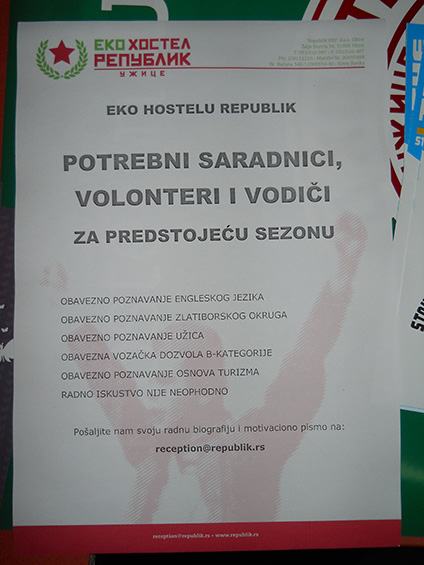 ЕКО ХОСТЕЛ
РЕПУБЛИК
УЖИЦЕ
EKO HOSTELU REPUBLIK
POTREBNI SARADNICI,
VOLONTERI I VODIČI
ZA PREDSTOJEĆU SEZONU
OBAVEZNO POZNAVANJE ENGLESKOG JEZIKA
OBAVEZNO POZNAVANJE ZLATIBORSKOG OKRUGA
OBAVEZNO POZNAVANJE UŽICA
OBAVEZNA VOZAČKA DOZVOLA B-KATEGORIJE
OBAVEZNO POZNAVANJE OSNOVA TURIZMA
RADNO ISKUSTVO NIJE NEOPHODNO
Pošaljite nam svoju radnu biografiju i motivaciono pismo na:
reception@republik.rs
reception@republik.rs - www.republik.rs